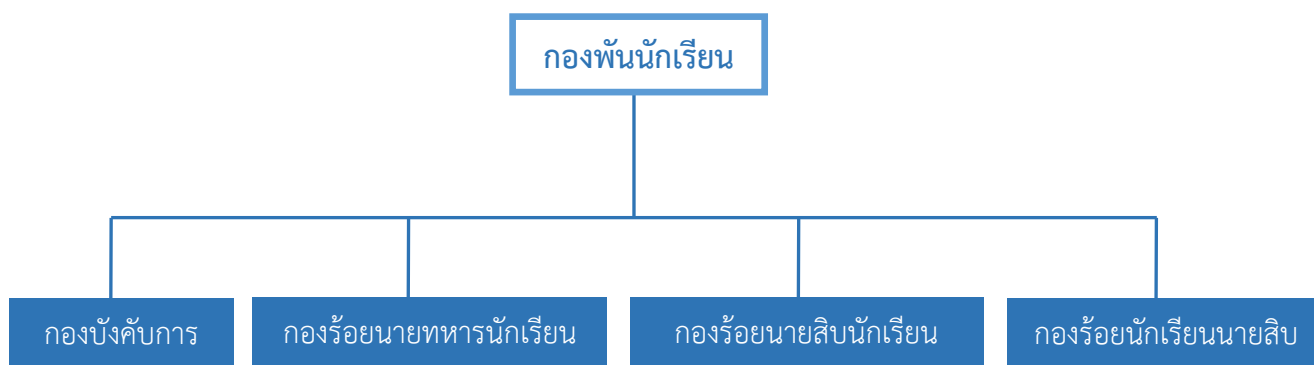 กองพันนักเรียน
กองบังคับการ
กองร้อยนายทหารนักเรียน
กองร้อยนายสิบนักเรียน
กองร้อยนักเรียนนายสิบ